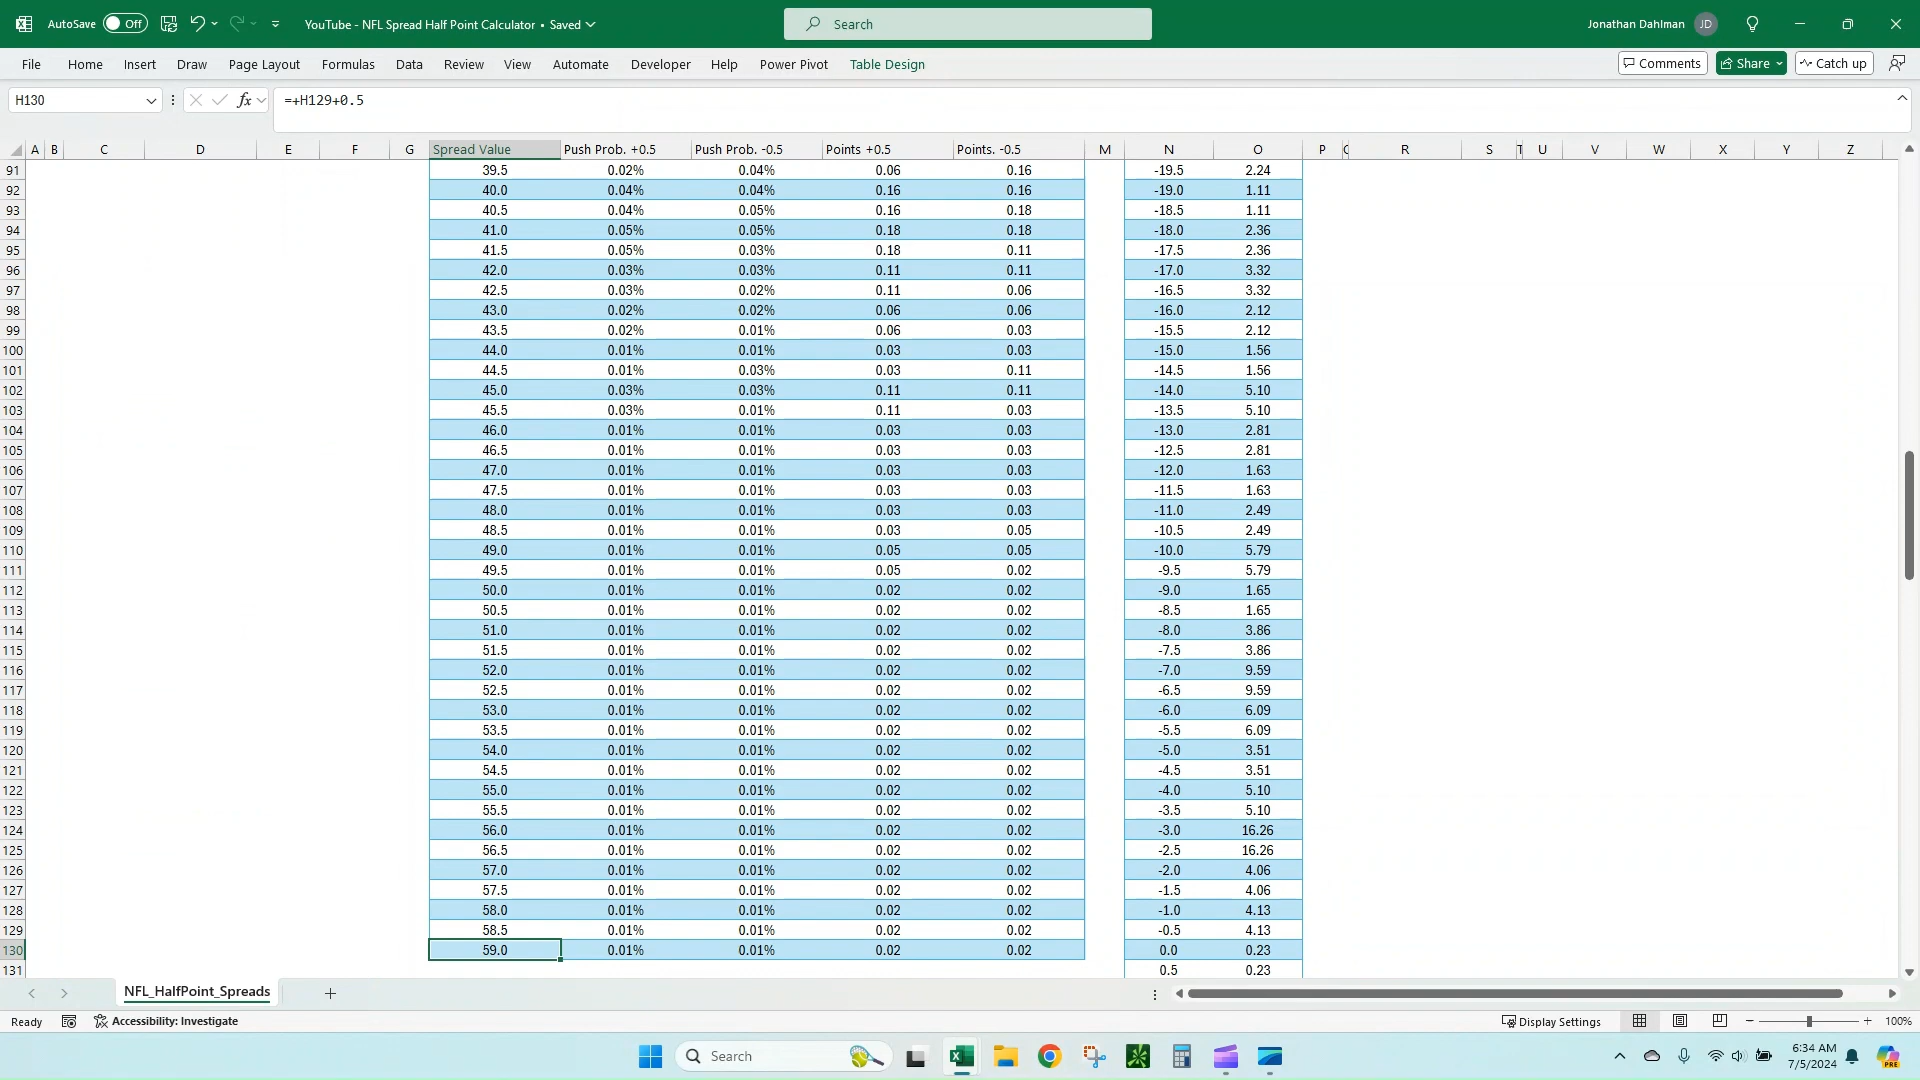 AutoSave Off YouTube - NFL Spread Half Point Calculator • Saved Search Jonathan Dahlman JD
File Home Insert Draw Page Layout Formulas Data Review View Automate Developer Help Power Pivot Table Design Comments Share Catch up
H130 fx =+H129+0.5
A B C D E F G Spread Value Push Prob. +0.5 Push Prob. -0.5 Points +0.5 Points. -0.5 M N O P Q R S T U V W X Y Z
91 39.5 0.02% 0.04% 0.06 0.16 -19.5 2.24
92 40.0 0.04% 0.04% 0.16 0.16 -19.0 1.11
93 40.5 0.04% 0.05% 0.16 0.18 -18.5 1.11
94 41.0 0.05% 0.05% 0.18 0.18 -18.0 2.36
95 41.5 0.05% 0.03% 0.18 0.11 -17.5 2.36
96 42.0 0.03% 0.03% 0.11 0.11 -17.0 3.32
97 42.5 0.03% 0.02% 0.11 0.06 -16.5 3.32
98 43.0 0.02% 0.02% 0.06 0.06 -16.0 2.12
99 43.5 0.02% 0.01% 0.06 0.03 -15.5 2.12
100 44.0 0.01% 0.01% 0.03 0.03 -15.0 1.56
101 44.5 0.01% 0.03% 0.03 0.11 -14.5 1.56
102 45.0 0.03% 0.03% 0.11 0.11 -14.0 5.10
103 45.5 0.03% 0.01% 0.11 0.03 -13.5 5.10
104 46.0 0.01% 0.01% 0.03 0.03 -13.0 2.81
105 46.5 0.01% 0.01% 0.03 0.03 -12.5 2.81
106 47.0 0.01% 0.01% 0.03 0.03 -12.0 1.63
107 47.5 0.01% 0.01% 0.03 0.03 -11.5 1.63
108 48.0 0.01% 0.01% 0.03 0.03 -11.0 2.49
109 48.5 0.01% 0.01% 0.03 0.05 -10.5 2.49
110 49.0 0.01% 0.01% 0.05 0.05 -10.0 5.79
111 49.5 0.01% 0.01% 0.05 0.02 -9.5 5.79
112 50.0 0.01% 0.01% 0.02 0.02 -9.0 1.65
113 50.5 0.01% 0.01% 0.02 0.02 -8.5 1.65
114 51.0 0.01% 0.01% 0.02 0.02 -8.0 3.86
115 51.5 0.01% 0.01% 0.02 0.02 -7.5 3.86
116 52.0 0.01% 0.01% 0.02 0.02 -7.0 9.59
117 52.5 0.01% 0.01% 0.02 0.02 -6.5 9.59
118 53.0 0.01% 0.01% 0.02 0.02 -6.0 6.09
119 53.5 0.01% 0.01% 0.02 0.02 -5.5 6.09
120 54.0 0.01% 0.01% 0.02 0.02 -5.0 3.51
121 54.5 0.01% 0.01% 0.02 0.02 -4.5 3.51
122 55.0 0.01% 0.01% 0.02 0.02 -4.0 5.10
123 55.5 0.01% 0.01% 0.02 0.02 -3.5 5.10
124 56.0 0.01% 0.01% 0.02 0.02 -3.0 16.26
125 56.5 0.01% 0.01% 0.02 0.02 -2.5 16.26
126 57.0 0.01% 0.01% 0.02 0.02 -2.0 4.06
127 57.5 0.01% 0.01% 0.02 0.02 -1.5 4.06
128 58.0 0.01% 0.01% 0.02 0.02 -1.0 4.13
129 58.5 0.01% 0.01% 0.02 0.02 -0.5 4.13
130 59.0 0.01% 0.01% 0.02 0.02 0.0 0.23
131 0.5 0.23
NFL_HalfPoint_Spreads
Ready Accessibility: Investigate Display Settings 100%
Search 6:34 AM
7/5/2024 PRE